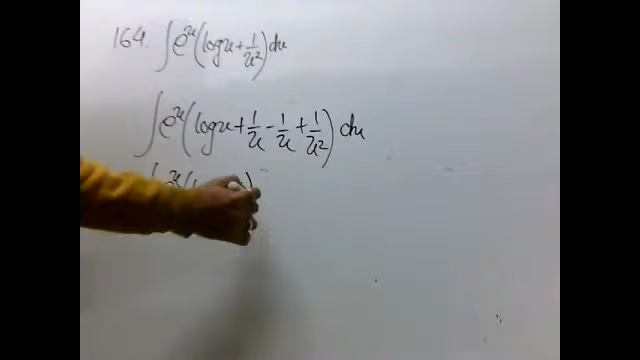 164. ∫ e^x (log x + 1/x²) dx
∫ e^x (log x + 1/x - 1/x + 1/x²) dx
∫ e^x (